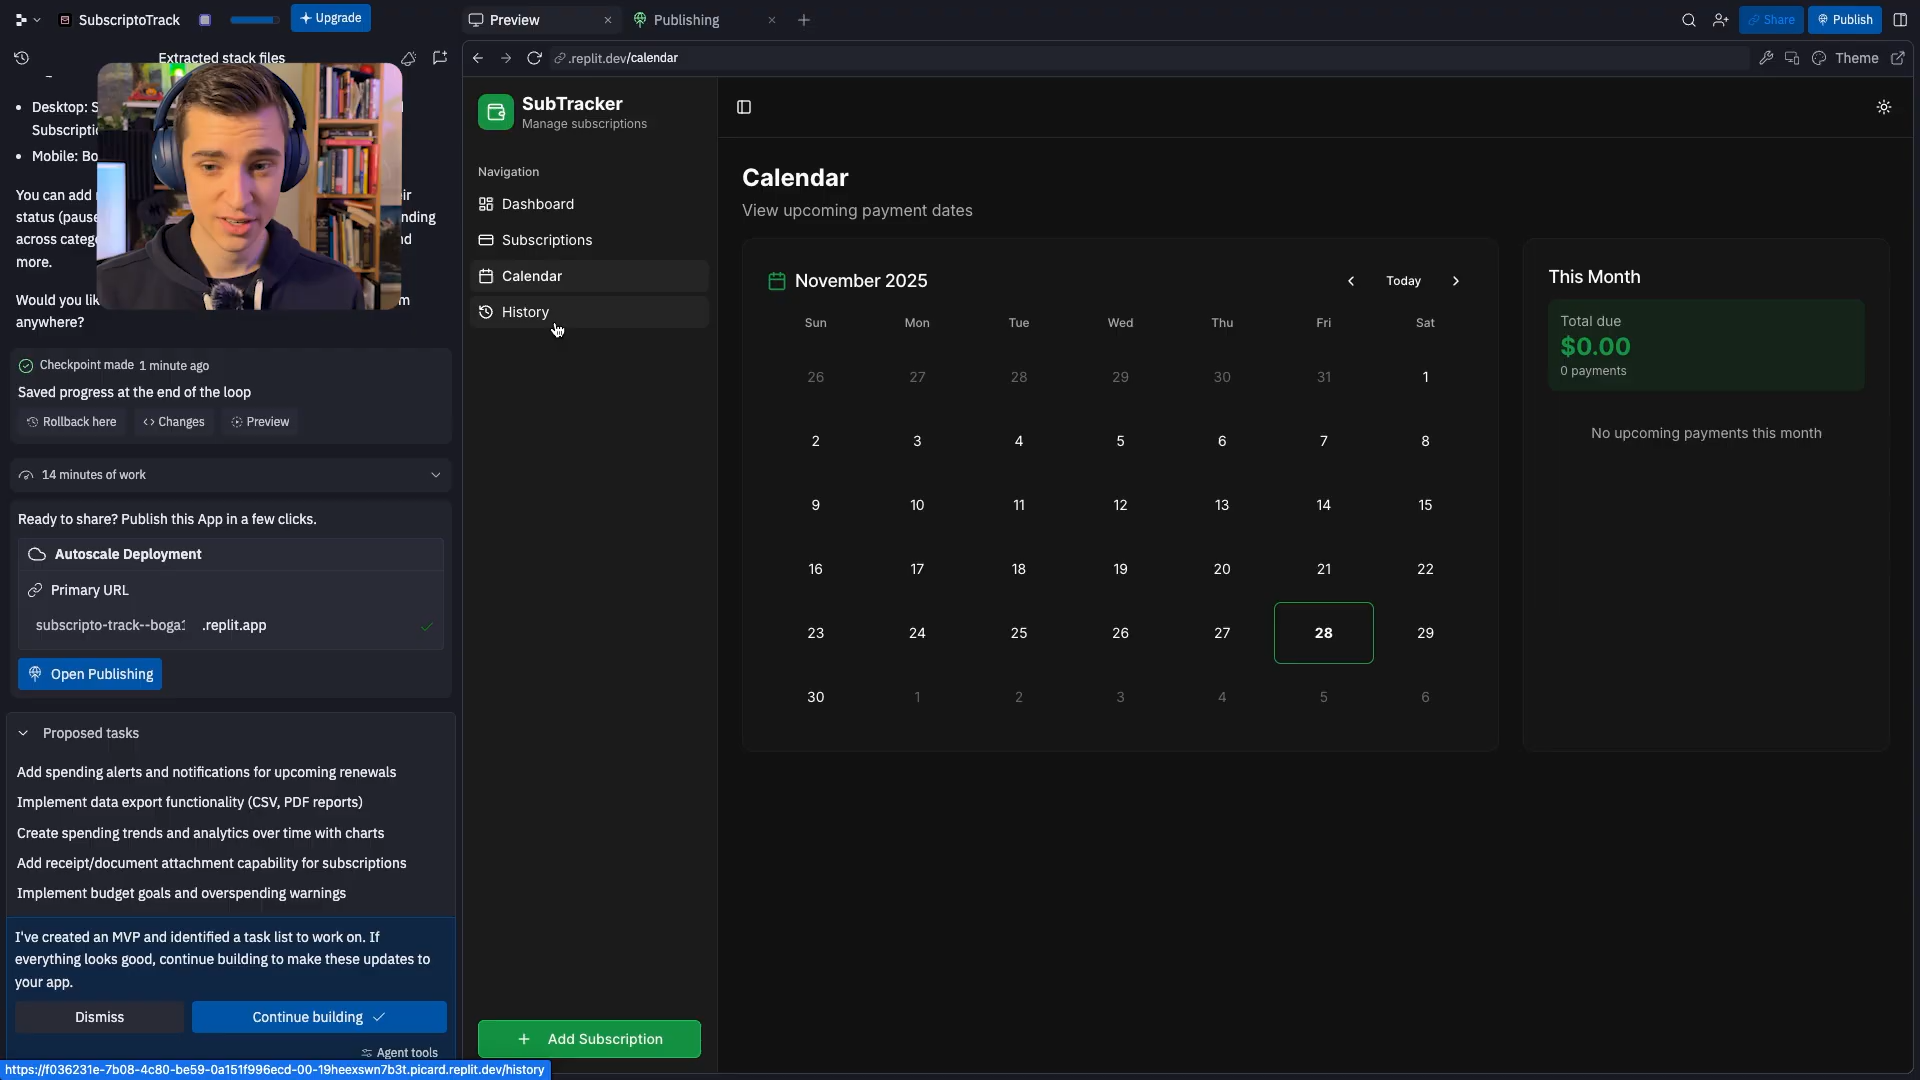 SubscriptoTrack
Upgrade
Preview
Publishing
Share
Publish
Extracted stack files
.replit.dev/calendar
Theme
Desktop: S
Subscripti
Mobile: Bo
You can add
ir
status (pause
nding
across categ
d
more.
Would you lik
m
anywhere?
Checkpoint made 1 minute ago
Saved progress at the end of the loop
Rollback here
Changes
Preview
14 minutes of work
Ready to share? Publish this App in a few clicks.
Autoscale Deployment
Primary URL
subscripto-track--boga1 .replit.app
Open Publishing
Proposed tasks
Add spending alerts and notifications for upcoming renewals
Implement data export functionality (CSV, PDF reports)
Create spending trends and analytics over time with charts
Add receipt/document attachment capability for subscriptions
Implement budget goals and overspending warnings
I've created an MVP and identified a task list to work on. If
everything looks good, continue building to make these updates to
your app.
Dismiss
Continue building
Agent tools
https://f036231e-7b08-4c80-be59-0a151f996ecd-00-19heexswn7b3t.picard.replit.dev/history
SubTracker
Manage subscriptions
Navigation
Dashboard
Subscriptions
Calendar
History
Add Subscription
Calendar
View upcoming payment dates
November 2025
Today
Sun Mon Tue Wed Thu Fri Sat
26 27 28 29 30 31 1
2 3 4 5 6 7 8
9 10 11 12 13 14 15
16 17 18 19 20 21 22
23 24 25 26 27 28 29
30 1 2 3 4 5 6
This Month
Total due
$0.00
0 payments
No upcoming payments this month